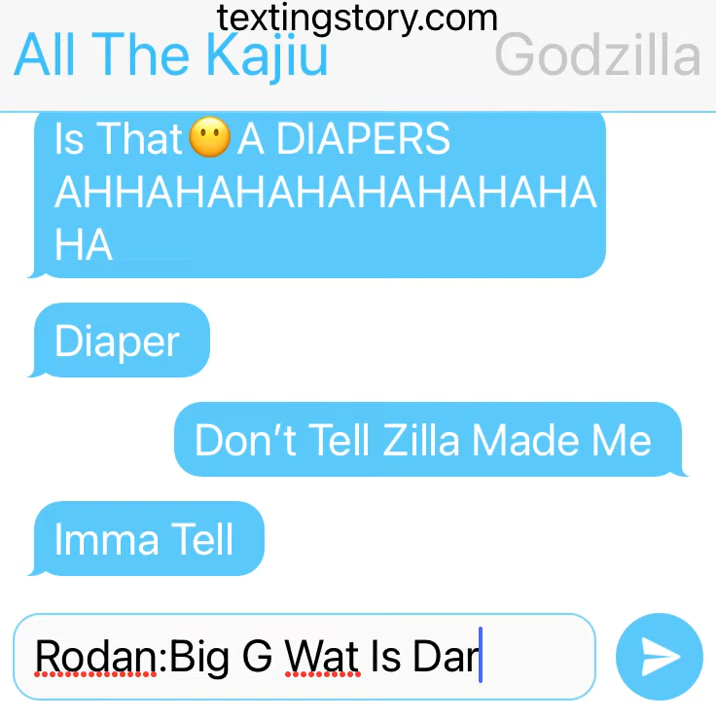 textingstory.com
All The Kajiu Godzilla
Is That😶A DIAPERS
AHHAHAHAHAHAHAHAHA
HA
Diaper
Don't Tell Zilla Made Me
Imma Tell
Rodan:Big G Wat Is Dar